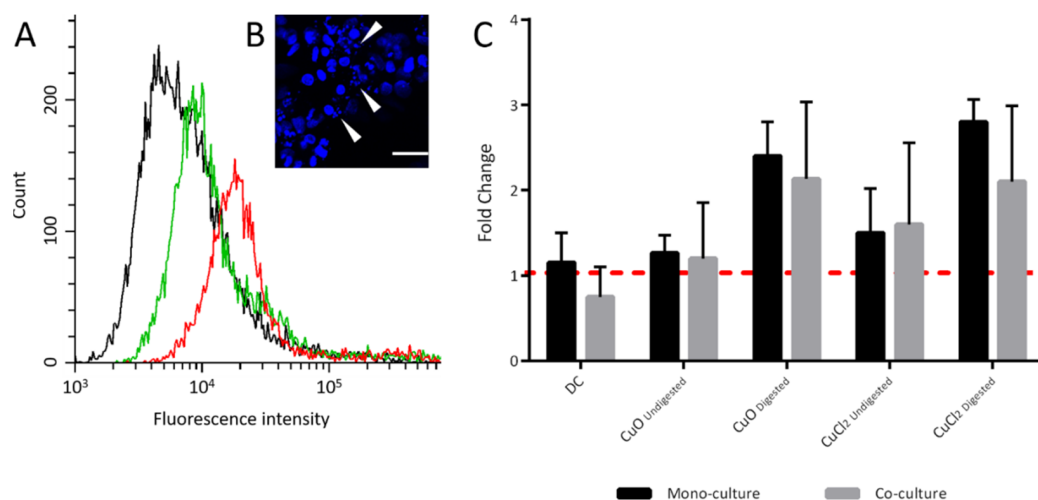 A
B
C
200
100
0
Count
10³
10⁴
10⁵
Fluorescence intensity
4
3
2
1
0
Fold Change
DC
CuO Undigested
CuO Digested
CuCl₂ Undigested
CuCl₂ Digested
Mono-culture
Co-culture